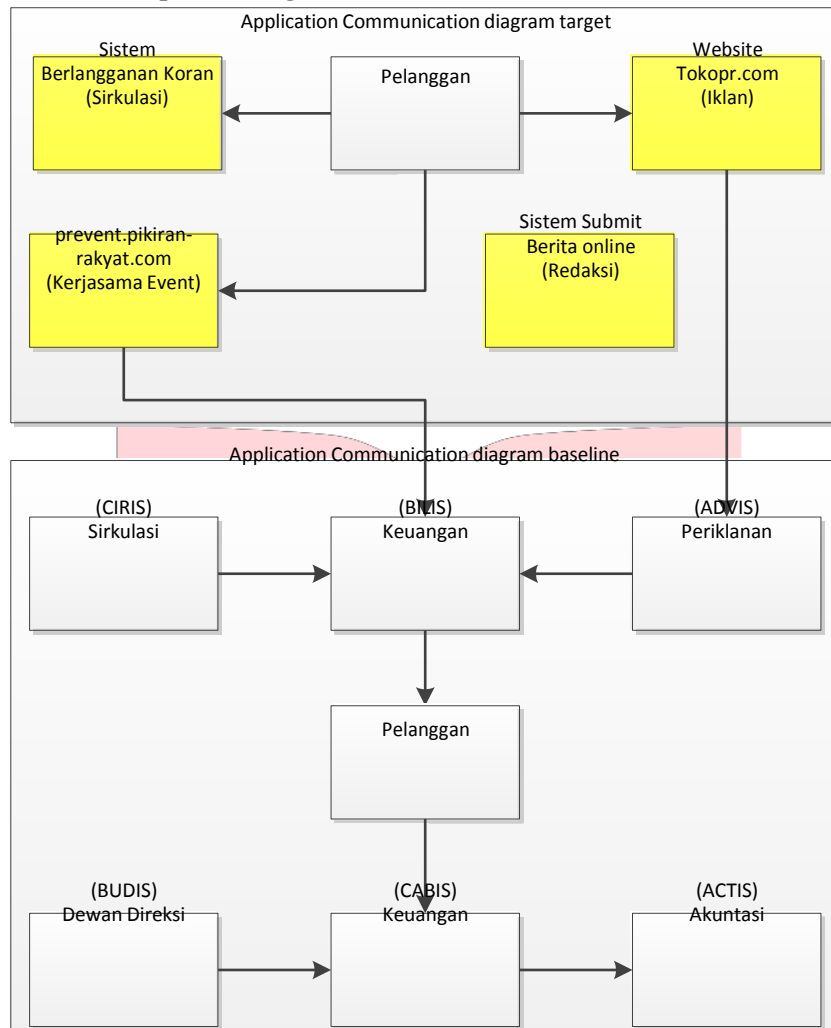 Application Communication diagram target
Sistem
Berlangganan Koran
(Sirkulasi)
Pelanggan
Website
Tokopr.com
(Iklan)
prevent.pikiran-
rakyat.com
(Kerjasama Event)
Sistem Submit
Berita online
(Redaksi)
Application Communication diagram baseline
(CIRIS)
Sirkulasi
(BILIS)
Keuangan
(ADVIS)
Periklanan
Pelanggan
(BUDIS)
Dewan Direksi
(CABIS)
Keuangan
(ACTIS)
Akuntasi